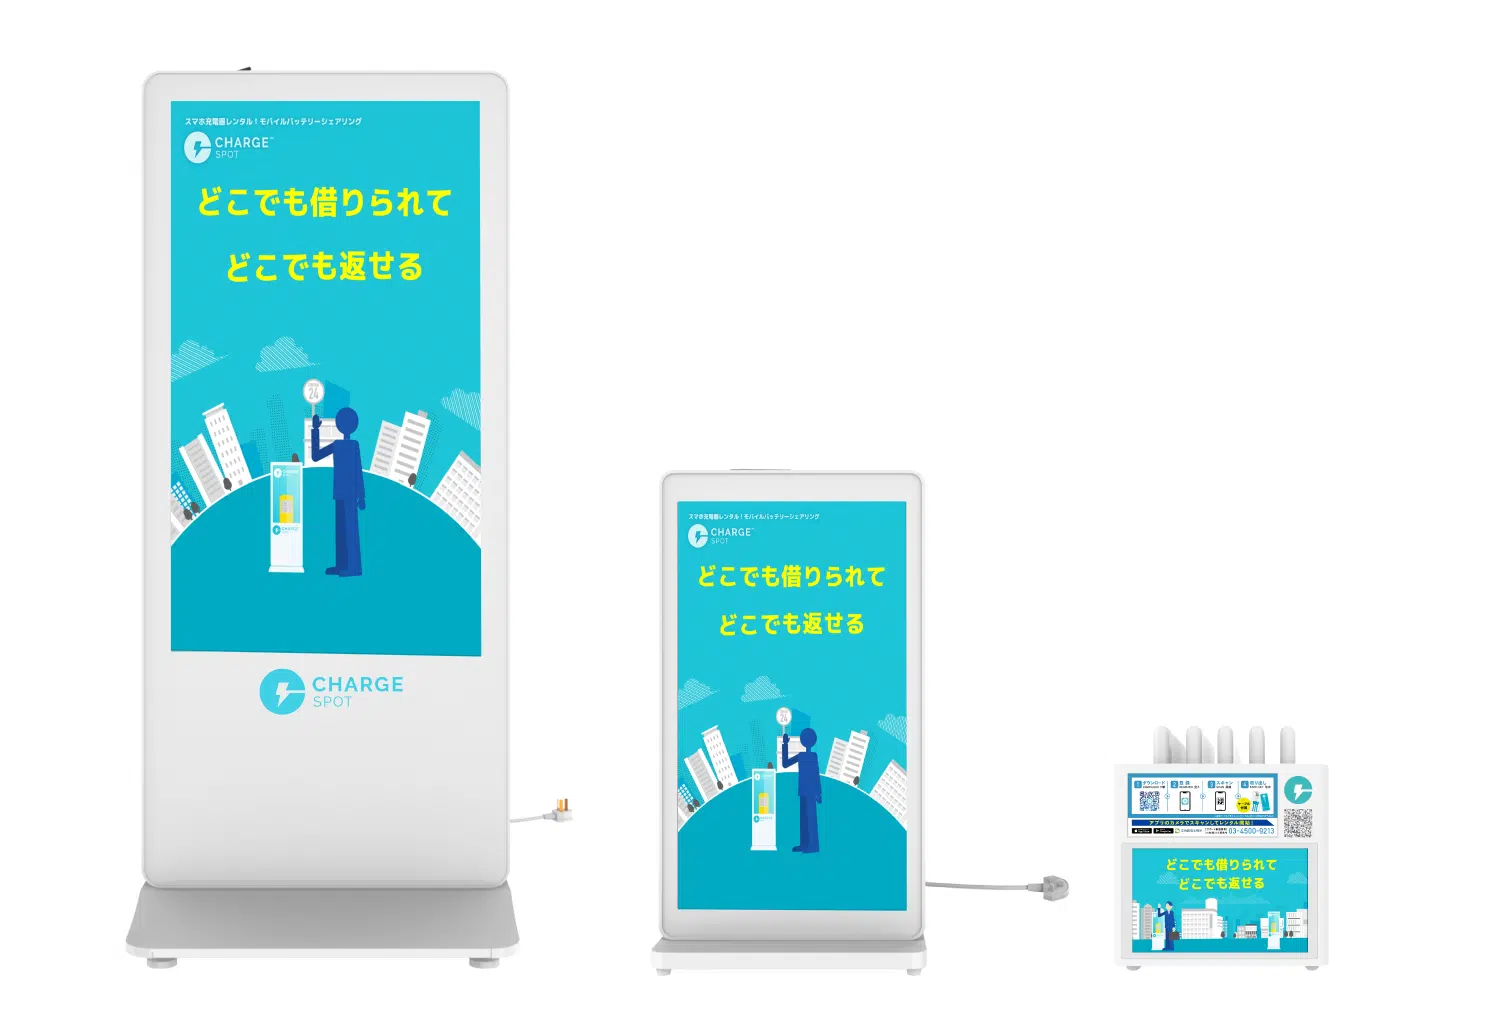 スマホ充電器レンタル！モバイルバッテリーシェアリング
CHARGE™
SPOT
どこでも借りられて
どこでも返せる
24
CHARGE
SPOT
スマホ充電器レンタル！モバイルバッテリーシェアリング
CHARGE™
SPOT
どこでも借りられて
どこでも返せる
24
1 ダウンロード
2 登録
3 スキャン
4 取り出し
アプリのカメラでスキャンしてレンタル開始！
03-4500-9213
どこでも借りられて
どこでも返せる